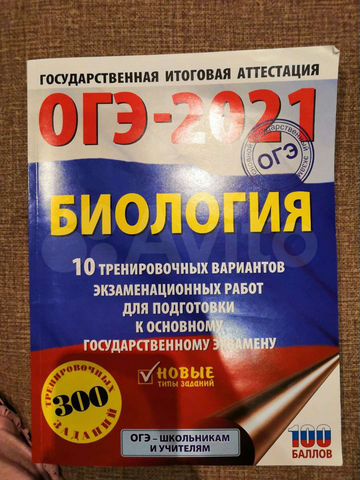 ГОСУДАРСТВЕННАЯ ИТОГОВАЯ АТТЕСТАЦИЯ
ОГЭ-2021
ОГЭ
БИОЛОГИЯ
Avito
10 ТРЕНИРОВОЧНЫХ ВАРИАНТОВ
ЭКЗАМЕНАЦИОННЫХ РАБОТ
ДЛЯ ПОДГОТОВКИ
К ОСНОВНОМУ
ГОСУДАРСТВЕННОМУ ЭКЗАМЕНУ
НОВЫЕ
ТИПЫ ЗАДАНИЙ
ТРЕНИРОВОЧНЫХ
300
ЗАДАНИЙ
ОГЭ – ШКОЛЬНИКАМ
И УЧИТЕЛЯМ
100
БАЛЛОВ